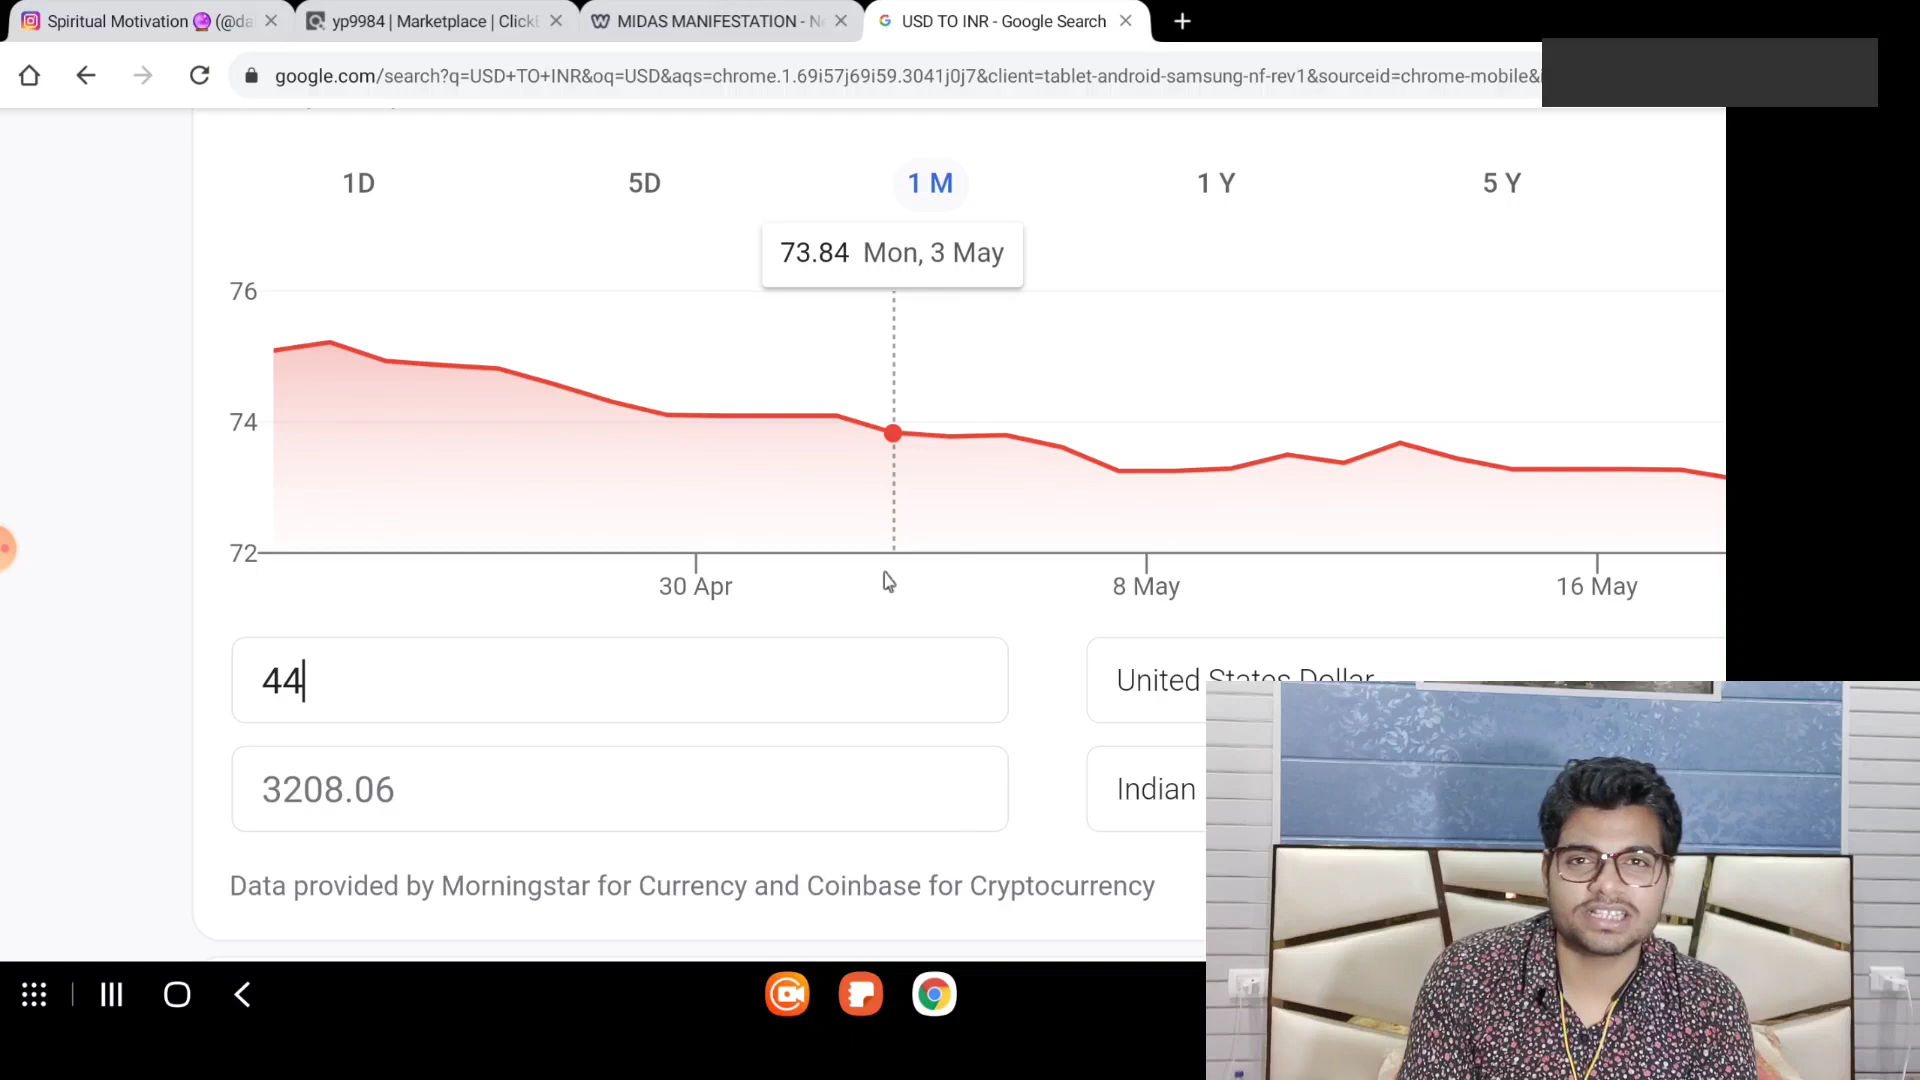 Spiritual Motivation 🔮 (@da
yp9984 | Marketplace | Click
MIDAS MANIFESTATION - Ne
USD TO INR - Google Search
google.com/search?q=USD+TO+INR&oq=USD&aqs=chrome.1.69i57j69i59.3041j0j7&client=tablet-android-samsung-nf-rev1&sourceid=chrome-mobile&i
1D
5D
1 M
1 Y
5 Y
73.84 Mon, 3 May
76
74
72
30 Apr
8 May
16 May
44
United States Dollar
3208.06
Indian
Data provided by Morningstar for Currency and Coinbase for Cryptocurrency